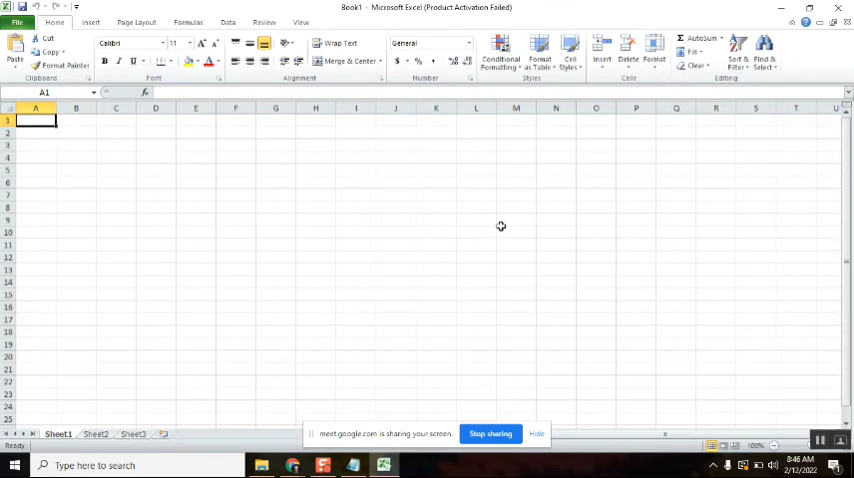 Book1 – Microsoft Excel (Product Activation Failed)
File Home Insert Page Layout Formulas Data Review View
Paste
Cut
Copy
Format Painter
Clipboard
Calibri 11
B I U
Font
Wrap Text
Merge & Center
Alignment
General
$ % ,
Number
Conditional Formatting
Format as Table
Cell Styles
Styles
Insert Delete Format
Cells
AutoSum
Fill
Clear
Sort & Filter
Find & Select
Editing
A1 fx
A B C D E F G H I J K L M N O P Q R S T U
1
2
3
4
5
6
7
8
9
10
11
12
13
14
15
16
17
18
19
20
21
22
23
24
25
Sheet1 Sheet2 Sheet3
meet.google.com is sharing your screen. Stop sharing Hide
Ready 100%
Type here to search
8:46 AM
2/12/2022
1